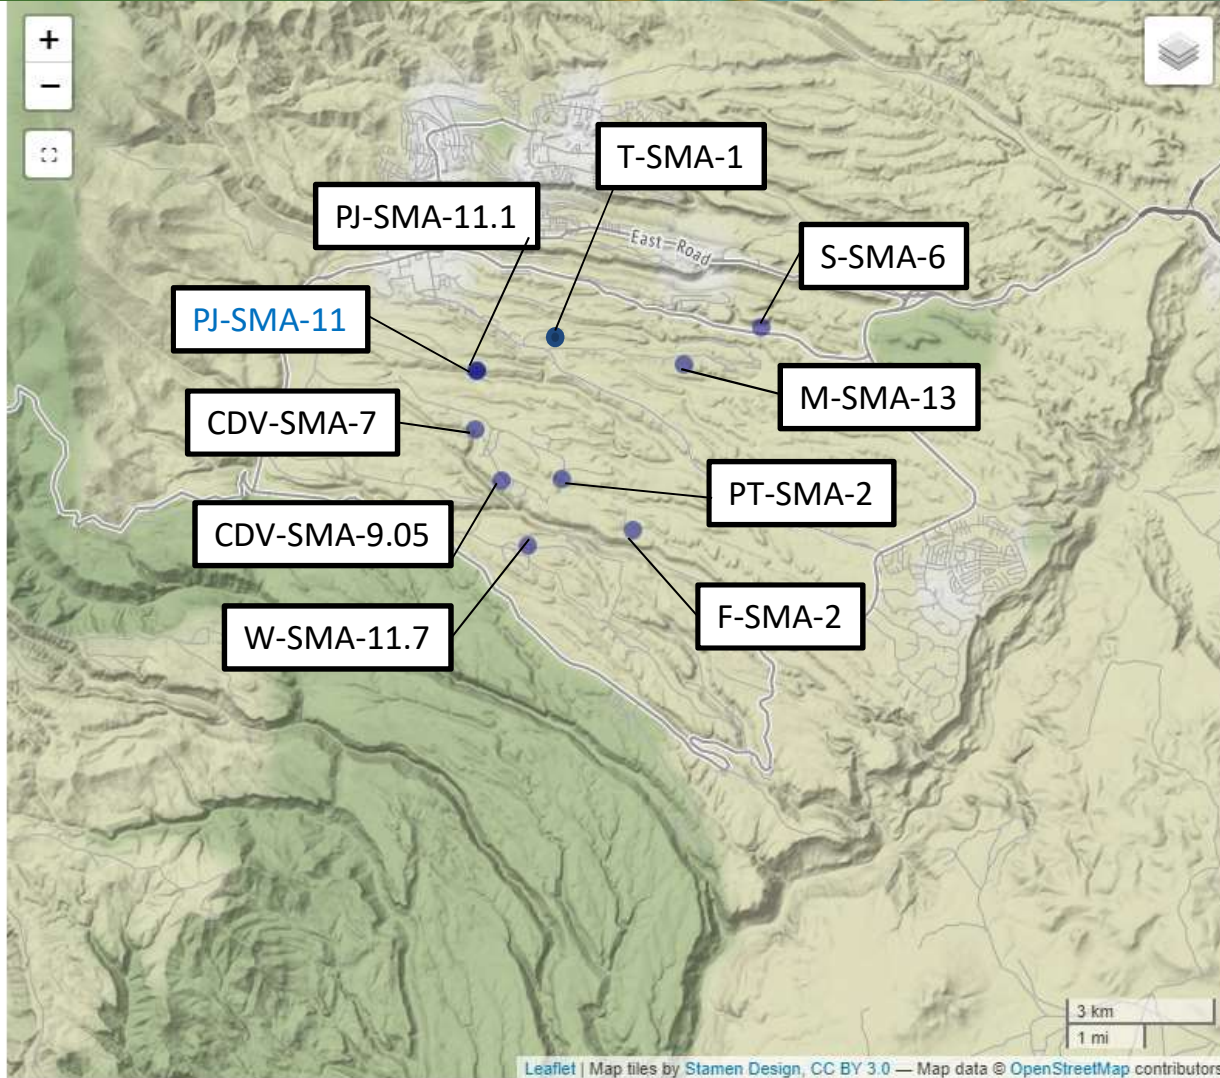 +
−
T-SMA-1
PJ-SMA-11.1
East Road
S-SMA-6
PJ-SMA-11
M-SMA-13
CDV-SMA-7
PT-SMA-2
CDV-SMA-9.05
F-SMA-2
W-SMA-11.7
3 km
1 mi
Leaflet | Map tiles by Stamen Design, CC BY 3.0 — Map data © OpenStreetMap contributors